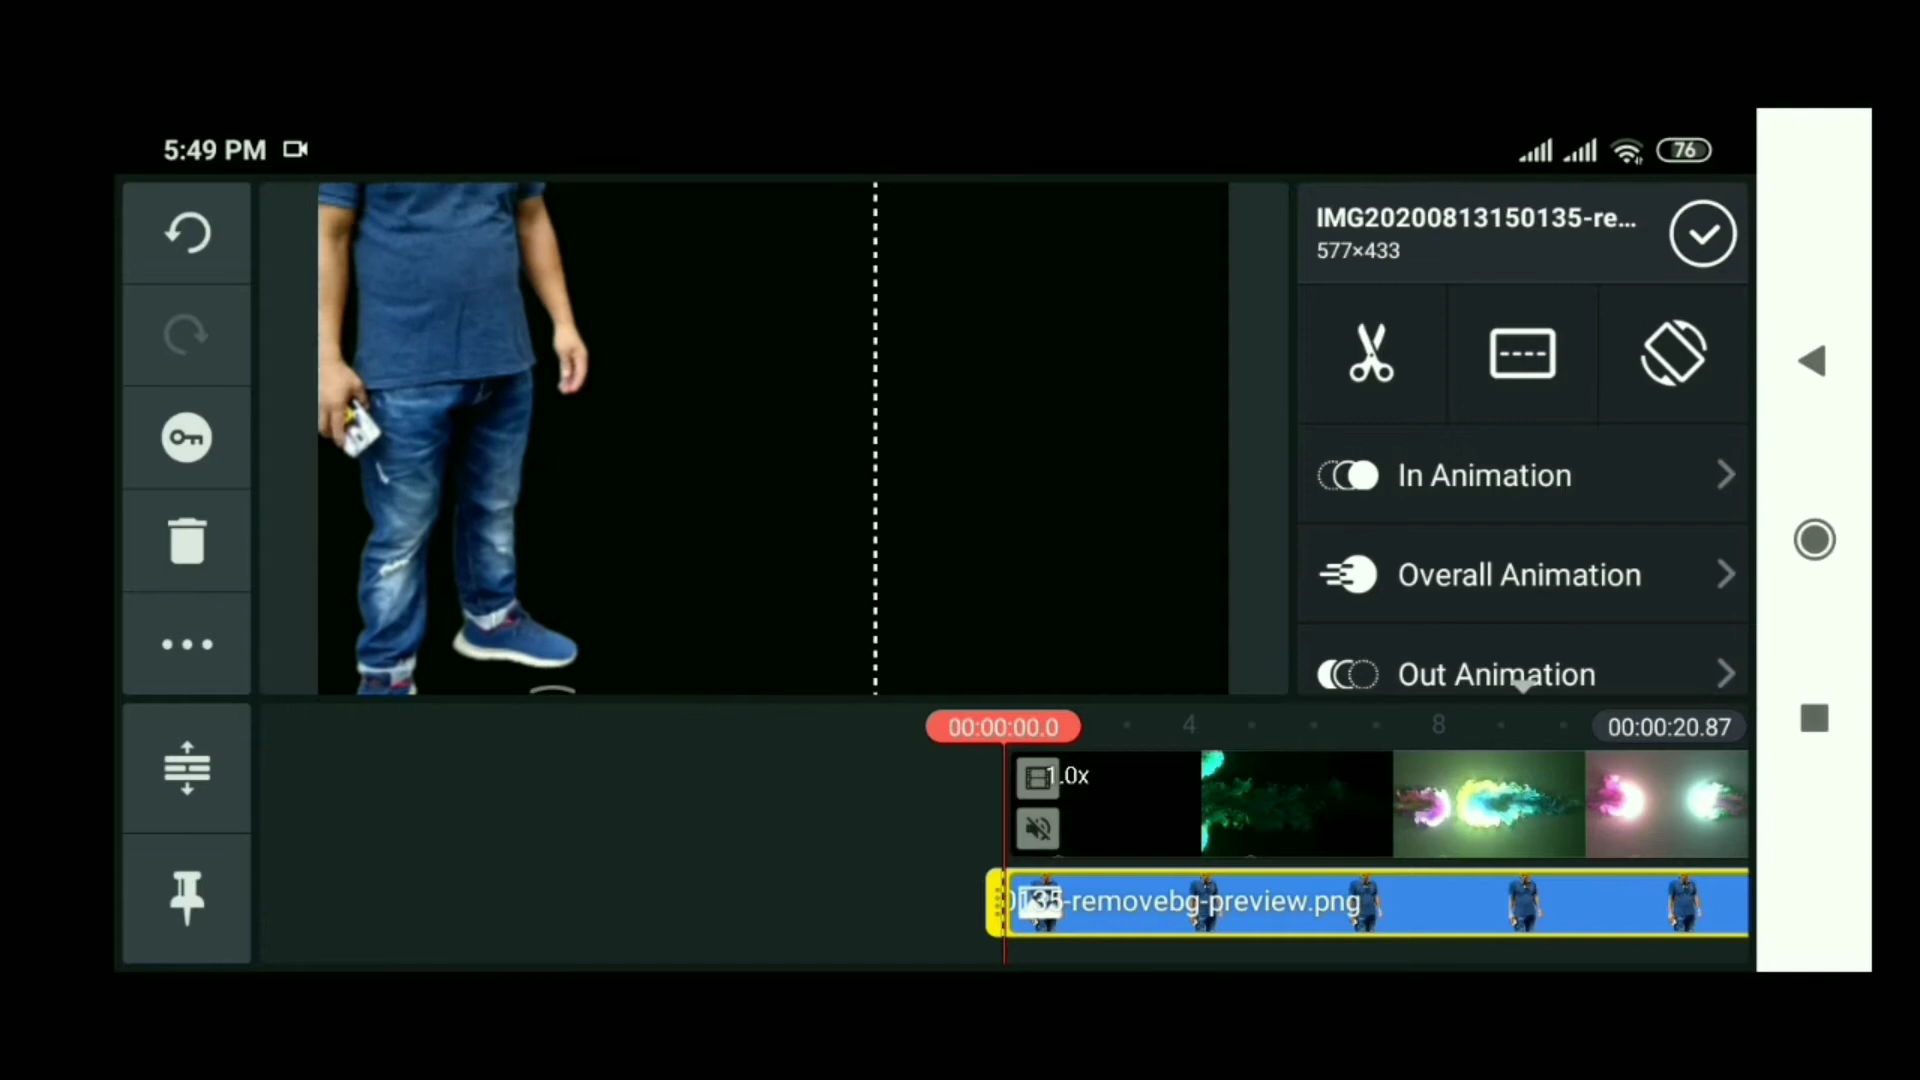 5:49 PM
76
IMG20200813150135-re...
577×433
In Animation
Overall Animation
Out Animation
00:00:00.0
4
8
00:00:20.87
1.0x
0135-removebg-preview.png